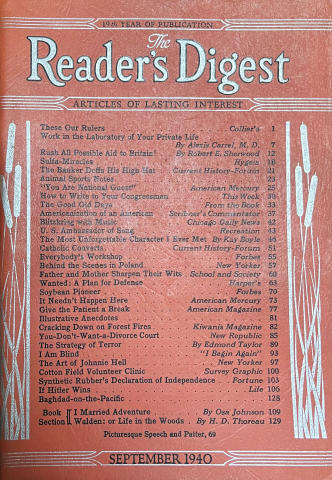 19th YEAR OF PUBLICATION
The
Reader's Digest
ARTICLES OF LASTING INTEREST
These Our Rulers . . . Collier's 1
Work in the Laboratory of Your Private Life
By Alexis Carrel, M. D. 7
Rush All Possible Aid to Britain! By Robert E. Sherwood 12
Sulfa-Miracles . . . Hygeia 18
The Banker Doffs His High Hat Current History-Forum 21
Animal Sports Notes
"You Are National Guest" American Mercury 25
How to Write to Your Congressman . . This Week 30
The Good Old Days . . . From the Book 33
Americanization of an American Scribner's Commentator 37
Blitzkrieg with Music . . Chicago Daily News 42
U. S. Ambassador of Song . . Recreation 43
The Most Unforgettable Character I Ever Met By Kay Boyle 46
Catholic Converts . . Current History-Forum 51
Everybody's Workshop . . . Forbes 55
Behind the Scenes in Poland . . New Yorker 57
Father and Mother Sharpen Their Wits School and Society 60
Wanted: A Plan for Defense . . Harper's 63
Soybean Pioneer . . . Forbes 70
It Needn't Happen Here . . American Mercury 73
Give the Patient a Break . . American Magazine 77
Illustrative Anecdotes . . . 81
Cracking Down on Forest Fires Kiwanis Magazine 82
You-Don't-Want-a-Divorce Court . New Republic 85
The Strategy of Terror . . By Edmond Taylor 89
I Am Blind . . . "I Begin Again" 93
The Art of Johnnie Hell . . New Yorker 97
Cotton Field Volunteer Clinic . Survey Graphic 100
Synthetic Rubber's Declaration of Independence . Fortune 103
If Hitler Wins . . . Life 106
Baghdad-on-the-Pacific . . . 128
Book I Married Adventure . By Osa Johnson 109
Section Walden: or Life in the Woods . By H. D. Thoreau 129
Picturesque Speech and Patter, 69
SEPTEMBER 1940